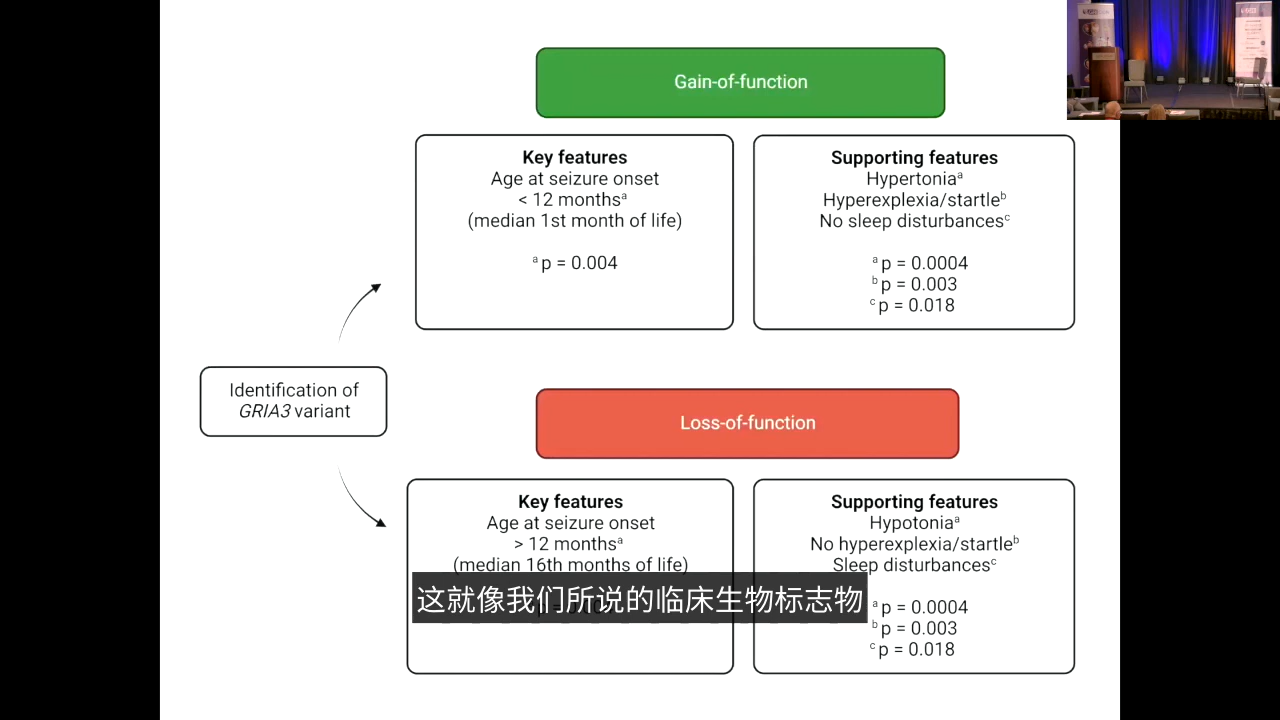 Gain-of-function
Key features
Age at seizure onset
< 12 monthsᵃ
(median 1st month of life)
ᵃ p = 0.004
Supporting features
Hypertoniaᵃ
Hyperexplexia/startleᵇ
No sleep disturbancesᶜ
ᵃ p = 0.0004
ᵇ p = 0.003
ᶜ p = 0.018
Identification of
GRIA3 variant
Loss-of-function
Key features
Age at seizure onset
> 12 monthsᵃ
(median 16th months of life)
Supporting features
Hypotoniaᵃ
No hyperexplexia/startleᵇ
Sleep disturbancesᶜ
ᵃ p = 0.0004
ᵇ p = 0.003
ᶜ p = 0.018
这就像我们所说的临床生物标志物